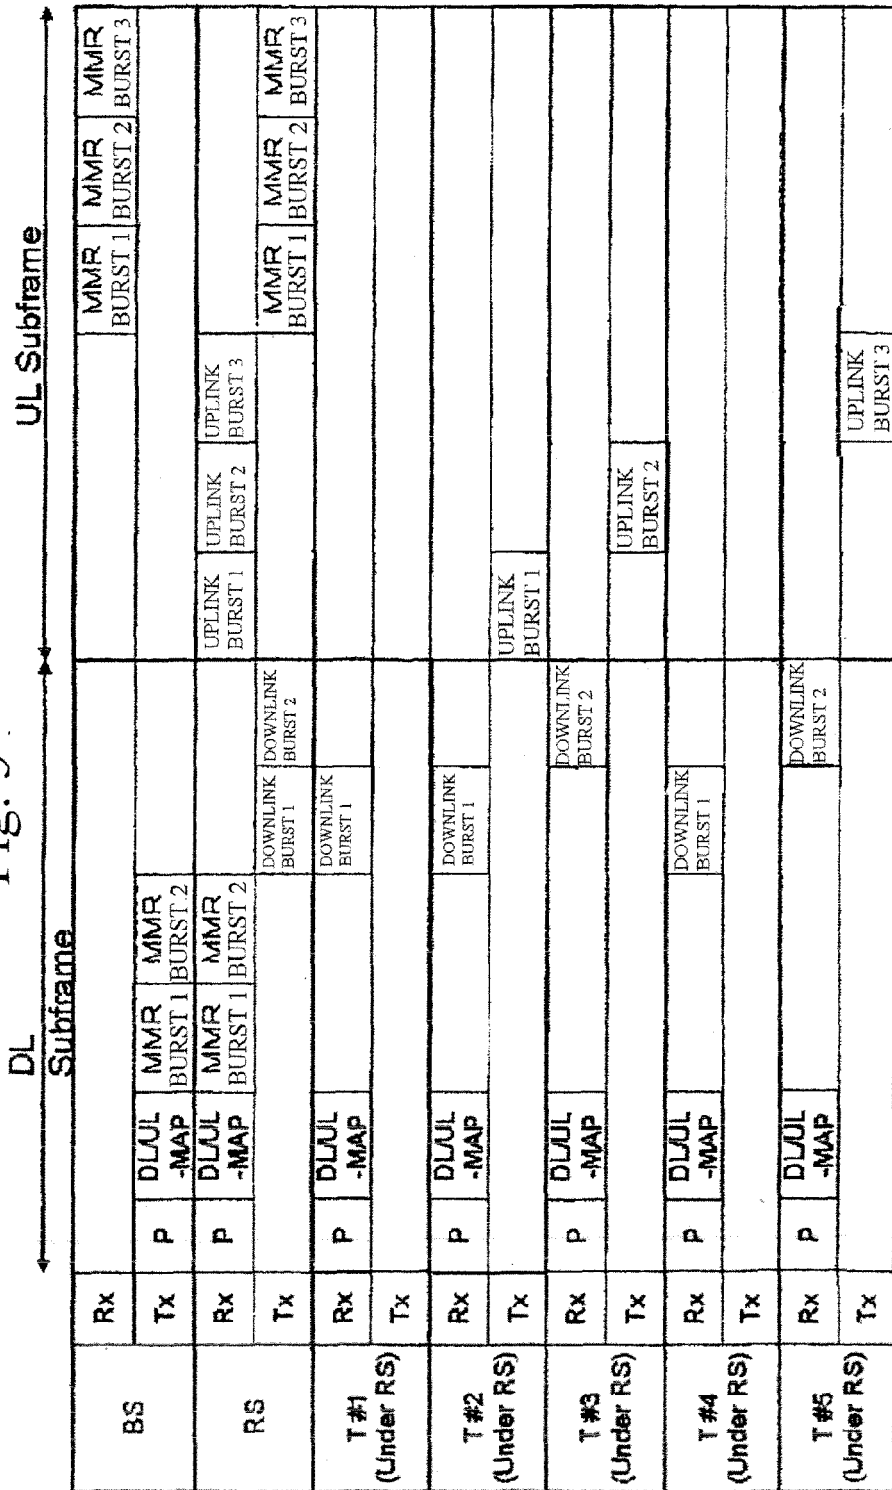 Fig.
DL
Subframe
UL Subframe
BS
Rx
MMR
BURST 1
MMR
BURST 2
MMR
BURST 3
Tx
P
DL/UL
-MAP
MMR
BURST 1
MMR
BURST 2
RS
Rx
P
DL/UL
-MAP
MMR
BURST 1
MMR
BURST 2
UPLINK
BURST 1
UPLINK
BURST 2
UPLINK
BURST 3
Tx
DOWNLINK
BURST 1
DOWNLINK
BURST 2
MMR
BURST 1
MMR
BURST 2
MMR
BURST 3
T #1
(Under RS)
Rx
P
DL/UL
-MAP
DOWNLINK
BURST 1
Tx
T #2
(Under RS)
Rx
P
DL/UL
-MAP
DOWNLINK
BURST 1
Tx
UPLINK
BURST 1
T #3
(Under RS)
Rx
P
DL/UL
-MAP
DOWNLINK
BURST 2
Tx
UPLINK
BURST 2
T #4
(Under RS)
Rx
P
DL/UL
-MAP
DOWNLINK
BURST 1
Tx
T #5
(Under RS)
Rx
P
DL/UL
-MAP
DOWNLINK
BURST 2
Tx
UPLINK
BURST 3